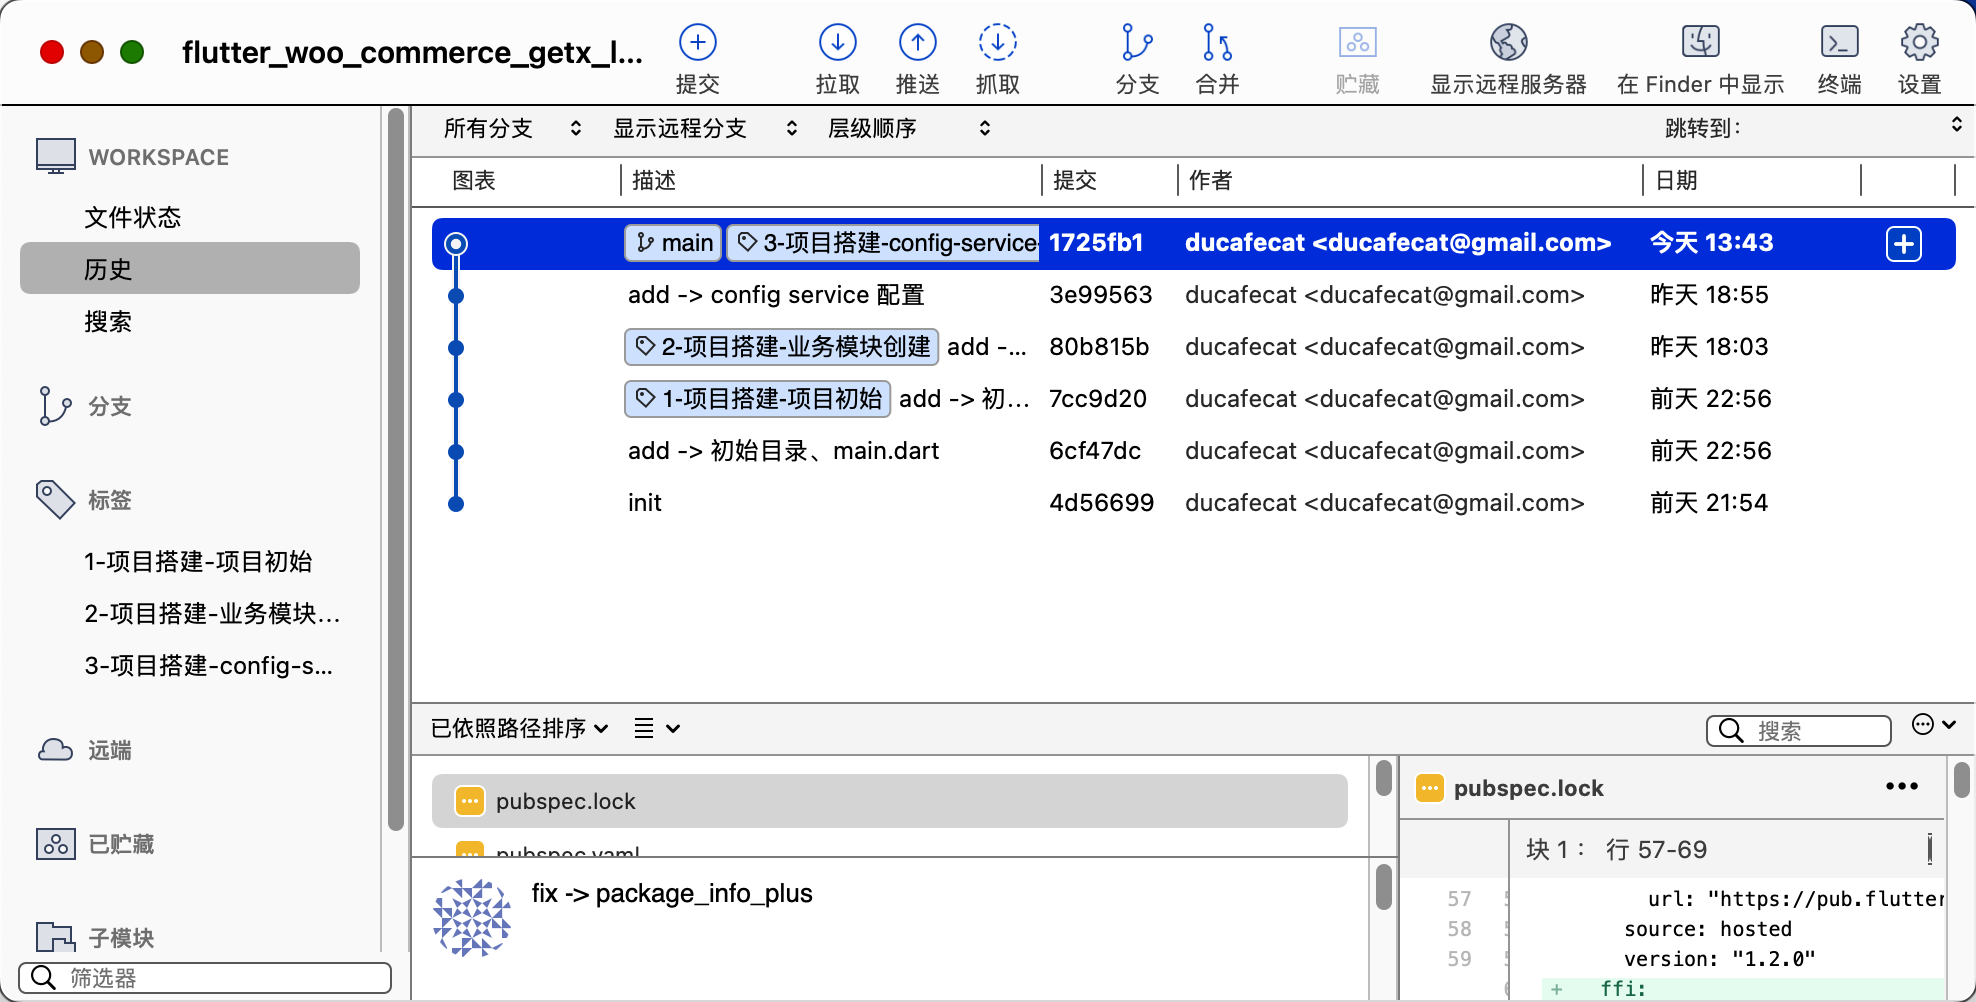 flutter_woo_commerce_getx_l...
提交
拉取
推送
抓取
分支
合并
贮藏
显示远程服务器
在 Finder 中显示
终端
设置
WORKSPACE
文件状态
历史
搜索
分支
标签
1-项目搭建-项目初始
2-项目搭建-业务模块...
3-项目搭建-config-s...
远端
已贮藏
子模块
筛选器
所有分支
显示远程分支
层级顺序
跳转到：
图表 描述 提交 作者 日期
main 3-项目搭建-config-service- 1725fb1 ducafecat <ducafecat@gmail.com> 今天 13:43
add -> config service 配置 3e99563 ducafecat <ducafecat@gmail.com> 昨天 18:55
2-项目搭建-业务模块创建 add -... 80b815b ducafecat <ducafecat@gmail.com> 昨天 18:03
1-项目搭建-项目初始 add -> 初... 7cc9d20 ducafecat <ducafecat@gmail.com> 前天 22:56
add -> 初始目录、main.dart 6cf47dc ducafecat <ducafecat@gmail.com> 前天 22:56
init 4d56699 ducafecat <ducafecat@gmail.com> 前天 21:54
已依照路径排序
搜索
pubspec.lock
pubspec.yaml
fix -> package_info_plus
pubspec.lock
块 1： 行 57-69
57 url: "https://pub.flutter
58 source: hosted
59 version: "1.2.0"
+ ffi: